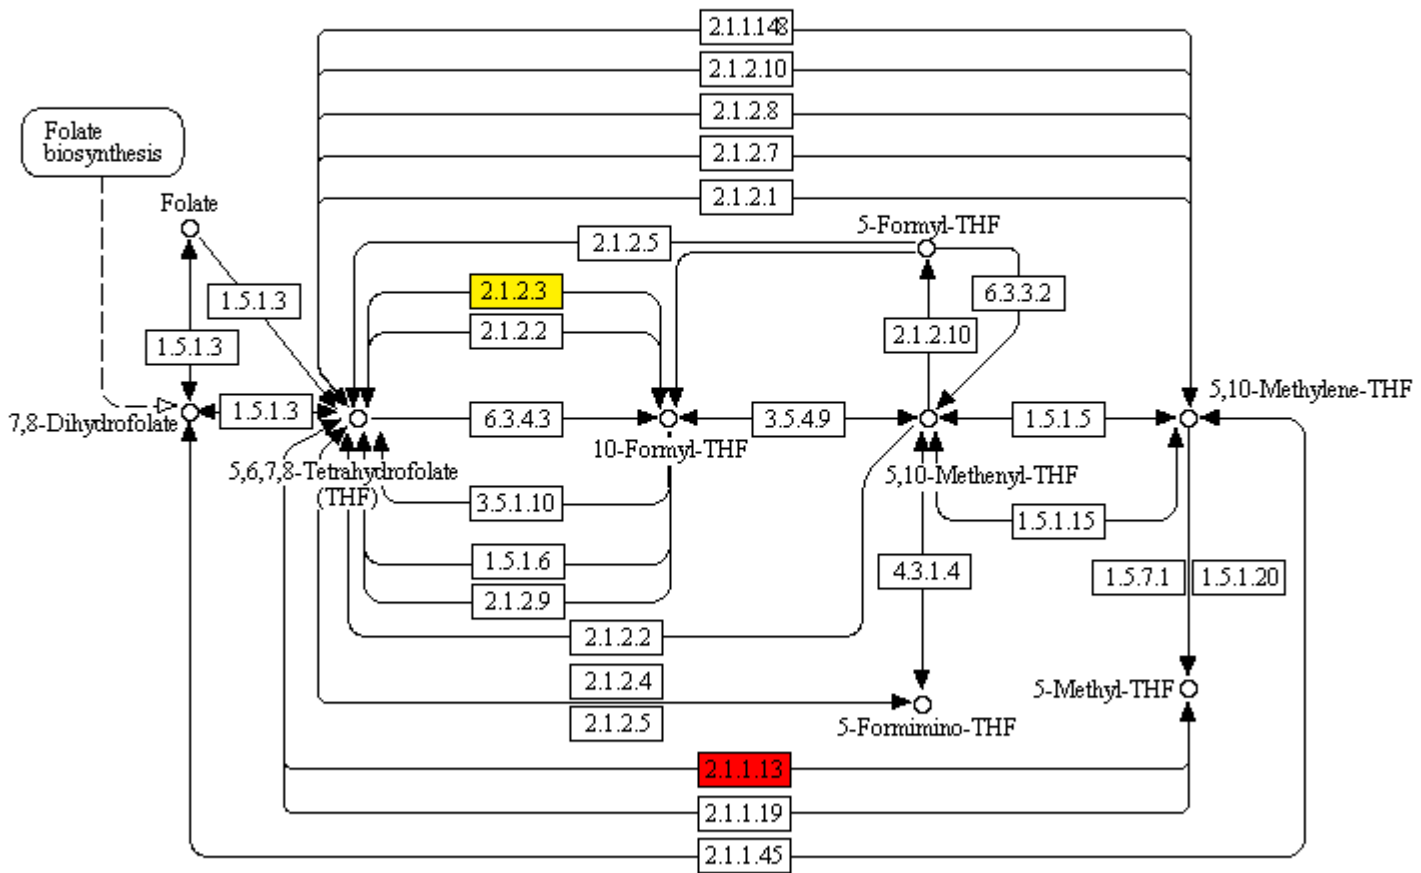 2.1.1.148
2.1.2.10
2.1.2.8
2.1.2.7
2.1.2.1
Folate
biosynthesis
Folate
5-Formyl-THF
2.1.2.5
2.1.2.3
1.5.1.3
6.3.3.2
2.1.2.2
2.1.2.10
1.5.1.3
5,10-Methylene-THF
1.5.1.3
7,8-Dihydrofolate
6.3.4.3
3.5.4.9
1.5.1.5
10-Formyl-THF
5,6,7,8-Tetrahydrofolate
(THF)
5,10-Methenyl-THF
3.5.1.10
1.5.1.15
1.5.1.6
4.3.1.4
1.5.7.1
1.5.1.20
2.1.2.9
2.1.2.2
2.1.2.4
5-Methyl-THF
2.1.2.5
5-Formimino-THF
2.1.1.13
2.1.1.19
2.1.1.45